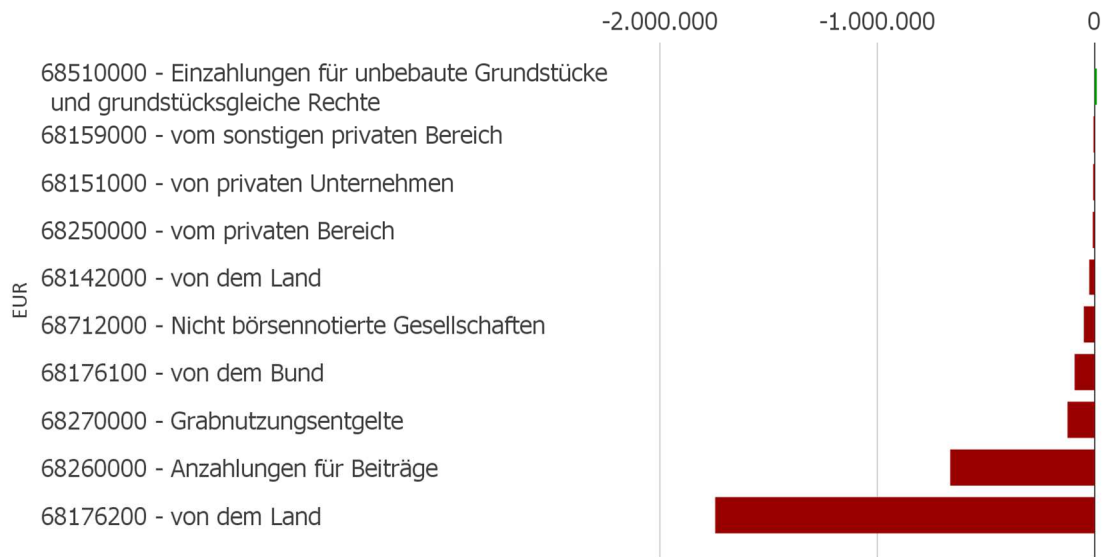 -2.000.000 -1.000.000 0
68510000 - Einzahlungen für unbebaute Grundstücke
und grundstücksgleiche Rechte
68159000 - vom sonstigen privaten Bereich
68151000 - von privaten Unternehmen
68250000 - vom privaten Bereich
68142000 - von dem Land
EUR
68712000 - Nicht börsennotierte Gesellschaften
68176100 - von dem Bund
68270000 - Grabnutzungsentgelte
68260000 - Anzahlungen für Beiträge
68176200 - von dem Land